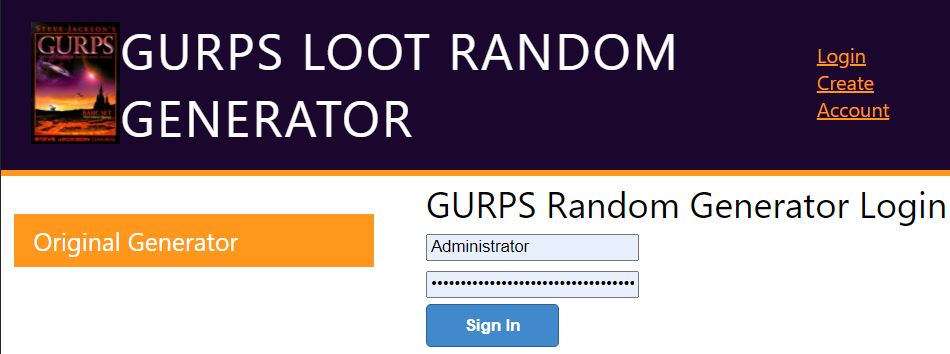 STEVE JACKSON'S
GURPS
BASIC SET
STEVE JACKSON GAMES
GURPS LOOT RANDOM
GENERATOR
Login
Create
Account
Original Generator
GURPS Random Generator Login
Administrator
Sign In